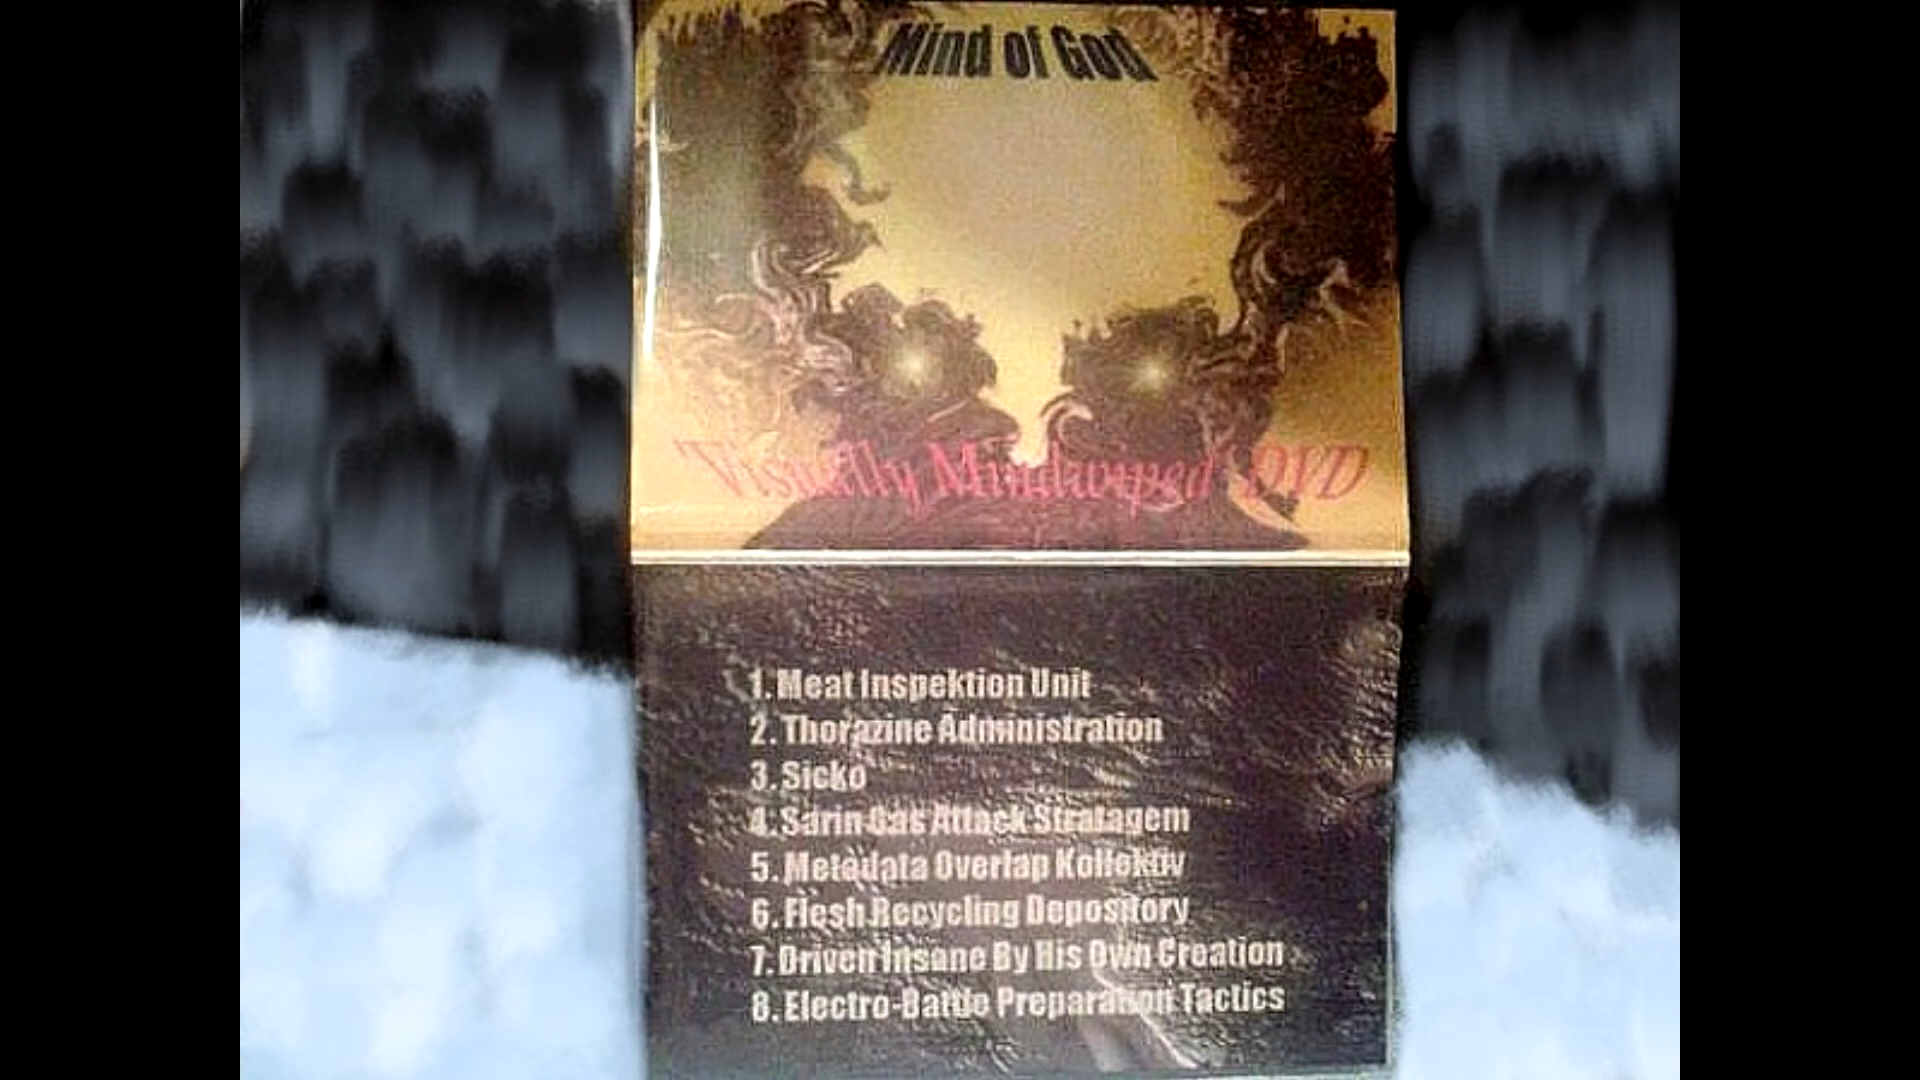 Mind of God
"Visually Mindwiped" DVD
1. Meat Inspektion Unit
2. Thorazine Administration
3. Sicko
4. Sarin Gas Attack Stratagem
5. Metadata Overlap Kollektiv
6. Flesh Recycling Depository
7. Driven Insane By His Own Creation
8. Electro-Battle Preparation Tactics